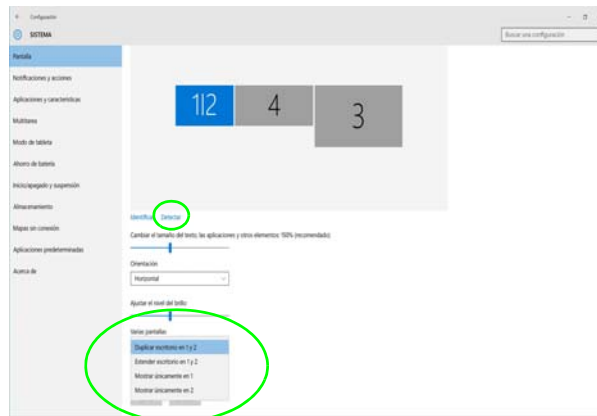 Configuración
SISTEMA
Buscar una configuración
Pantalla
Notificaciones y acciones
Aplicaciones y características
Multitarea
Modo de tableta
Ahorro de batería
Inicio/apagado y suspensión
Almacenamiento
Mapas sin conexión
Aplicaciones predeterminadas
Acerca de
1|2 4 3
Identificar Detectar
Cambiar el tamaño del texto, las aplicaciones y otros elementos: 100% (recomendado).
Orientación
Horizontal
Ajustar el nivel del brillo
Varias pantallas
Duplicar escritorio en 1 y 2
Extender escritorio en 1 y 2
Mostrar únicamente en 1
Mostrar únicamente en 2